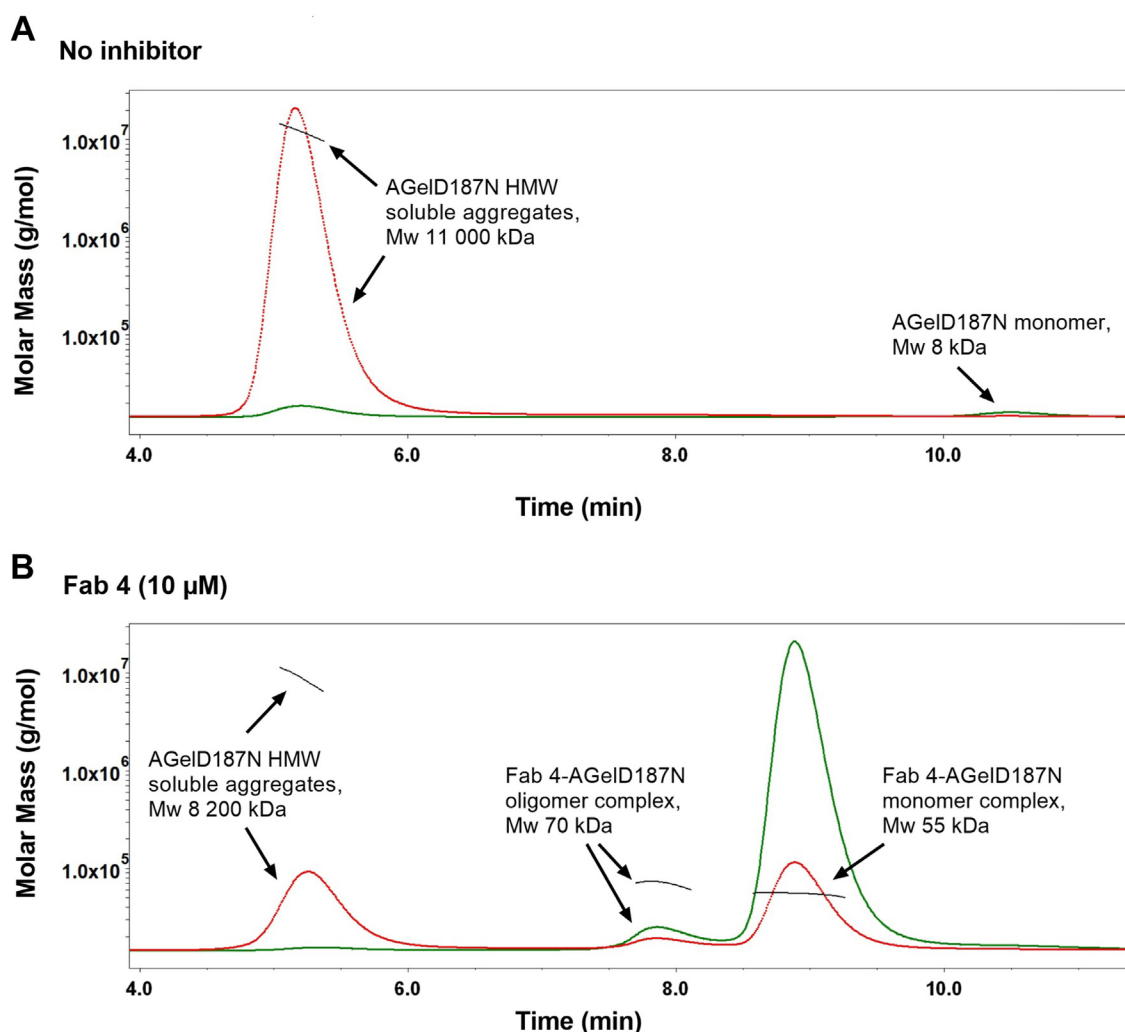 A
No inhibitor
Molar Mass (g/mol)
1.0x10⁷
1.0x10⁶
1.0x10⁵
AGelD187N HMW
soluble aggregates,
Mw 11 000 kDa
AGelD187N monomer,
Mw 8 kDa
4.0 6.0 8.0 10.0
Time (min)
B
Fab 4 (10 µM)
Molar Mass (g/mol)
1.0x10⁷
1.0x10⁶
1.0x10⁵
AGelD187N HMW
soluble aggregates,
Mw 8 200 kDa
Fab 4-AGelD187N
oligomer complex,
Mw 70 kDa
Fab 4-AGelD187N
monomer complex,
Mw 55 kDa
4.0 6.0 8.0 10.0
Time (min)